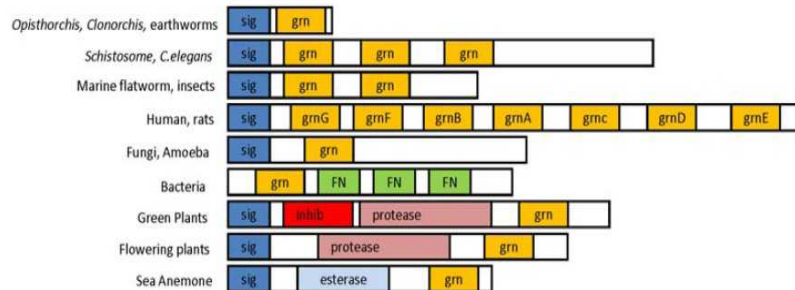 Opisthorchis, Clonorchis, earthworms sig grn
Schistosome, C.elegans sig grn grn grn
Marine flatworm, insects sig grn grn
Human, rats sig grnG grnF grnB grnA grnc grnD grnE
Fungi, Amoeba sig grn
Bacteria grn FN FN FN
Green Plants sig inhib protease grn
Flowering plants sig protease grn
Sea Anemone sig esterase grn